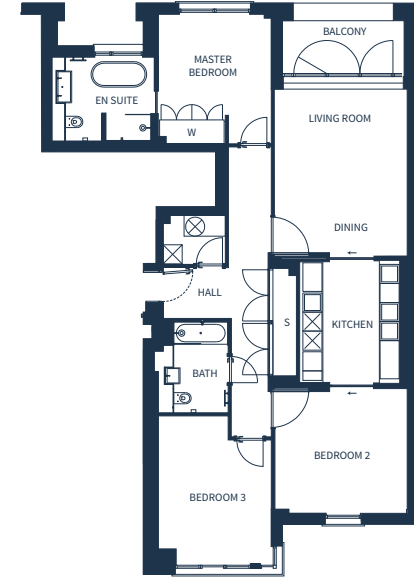 BALCONY
MASTER
BEDROOM
EN SUITE
LIVING ROOM
W
DINING
HALL
S
KITCHEN
BATH
BEDROOM 2
BEDROOM 3